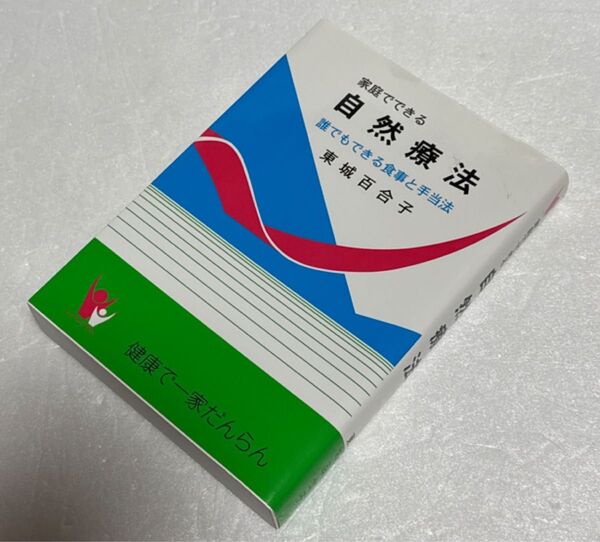 家庭でできる
自然療法
誰でもできる食事と手当法
東城百合子
健康で一家だんらん
自然療法